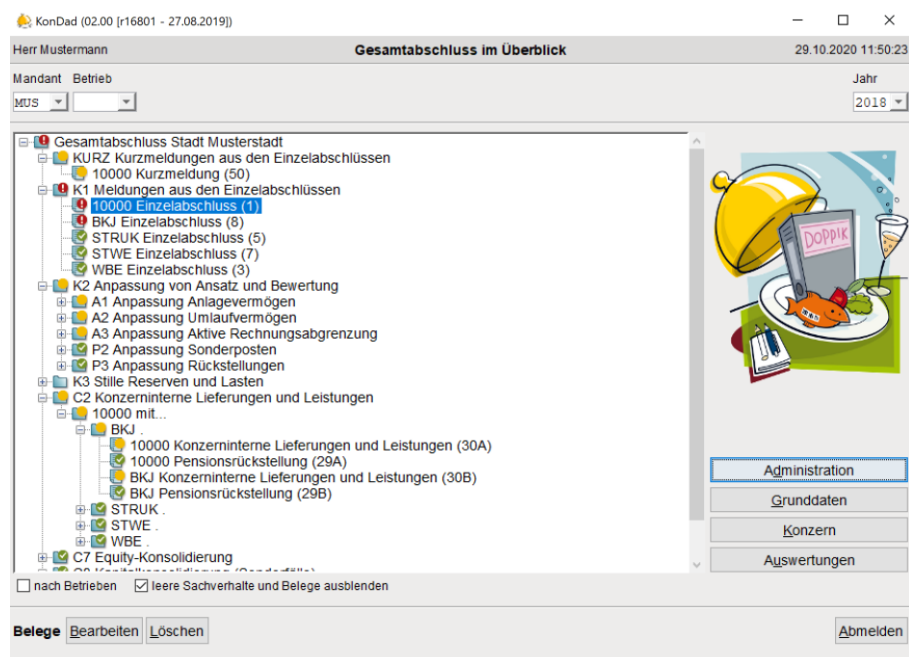 KonDad (02.00 [r16801 - 27.08.2019])
Herr Mustermann Gesamtabschluss im Überblick 29.10.2020 11:50:23
Mandant Betrieb Jahr
MUS 2018
Gesamtabschluss Stadt Musterstadt
KURZ Kurzmeldungen aus den Einzelabschlüssen
10000 Kurzmeldung (50)
K1 Meldungen aus den Einzelabschlüssen
10000 Einzelabschluss (1)
BKJ Einzelabschluss (8)
STRUK Einzelabschluss (5)
STWE Einzelabschluss (7)
WBE Einzelabschluss (3)
K2 Anpassung von Ansatz und Bewertung
A1 Anpassung Anlagevermögen
A2 Anpassung Umlaufvermögen
A3 Anpassung Aktive Rechnungsabgrenzung
P2 Anpassung Sonderposten
P3 Anpassung Rückstellungen
K3 Stille Reserven und Lasten
C2 Konzerninterne Lieferungen und Leistungen
10000 mit...
BKJ .
10000 Konzerninterne Lieferungen und Leistungen (30A)
10000 Pensionsrückstellung (29A)
BKJ Konzerninterne Lieferungen und Leistungen (30B)
BKJ Pensionsrückstellung (29B)
STRUK .
STWE .
WBE .
C7 Equity-Konsolidierung
DOPPIK
Administration
Grunddaten
Konzern
Auswertungen
nach Betrieben leere Sachverhalte und Belege ausblenden
Belege Bearbeiten Löschen Abmelden